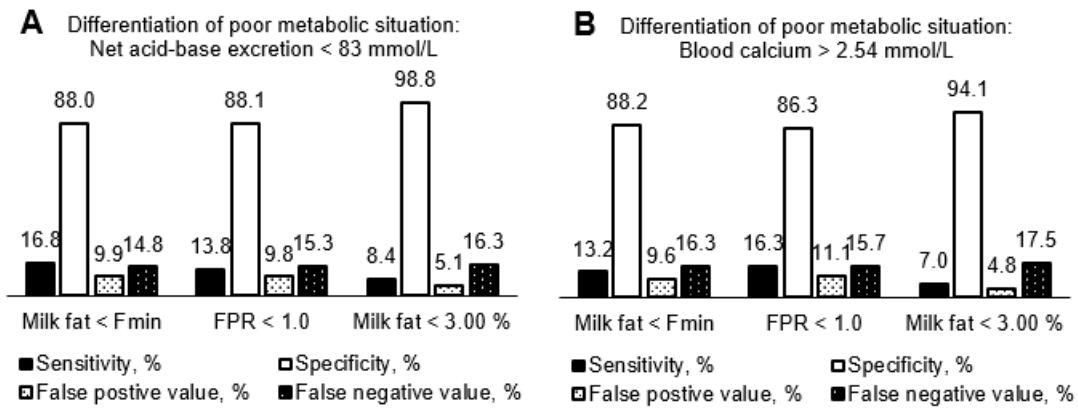 A Differentiation of poor metabolic situation:
Net acid-base excretion < 83 mmol/L
98.8
88.0
88.1
16.8
9.9
14.8
13.8
9.8
15.3
8.4
5.1
16.3
Milk fat < Fmin
FPR < 1.0
Milk fat < 3.00 %
Sensitivity, %
Specificity, %
False postive value, %
False negative value, %
B Differentiation of poor metabolic situation:
Blood calcium > 2.54 mmol/L
94.1
88.2
86.3
13.2
9.6
16.3
16.3
11.1
15.7
7.0
4.8
17.5
Milk fat < Fmin
FPR < 1.0
Milk fat < 3.00 %
Sensitivity, %
Specificity, %
False postive value, %
False negative value, %